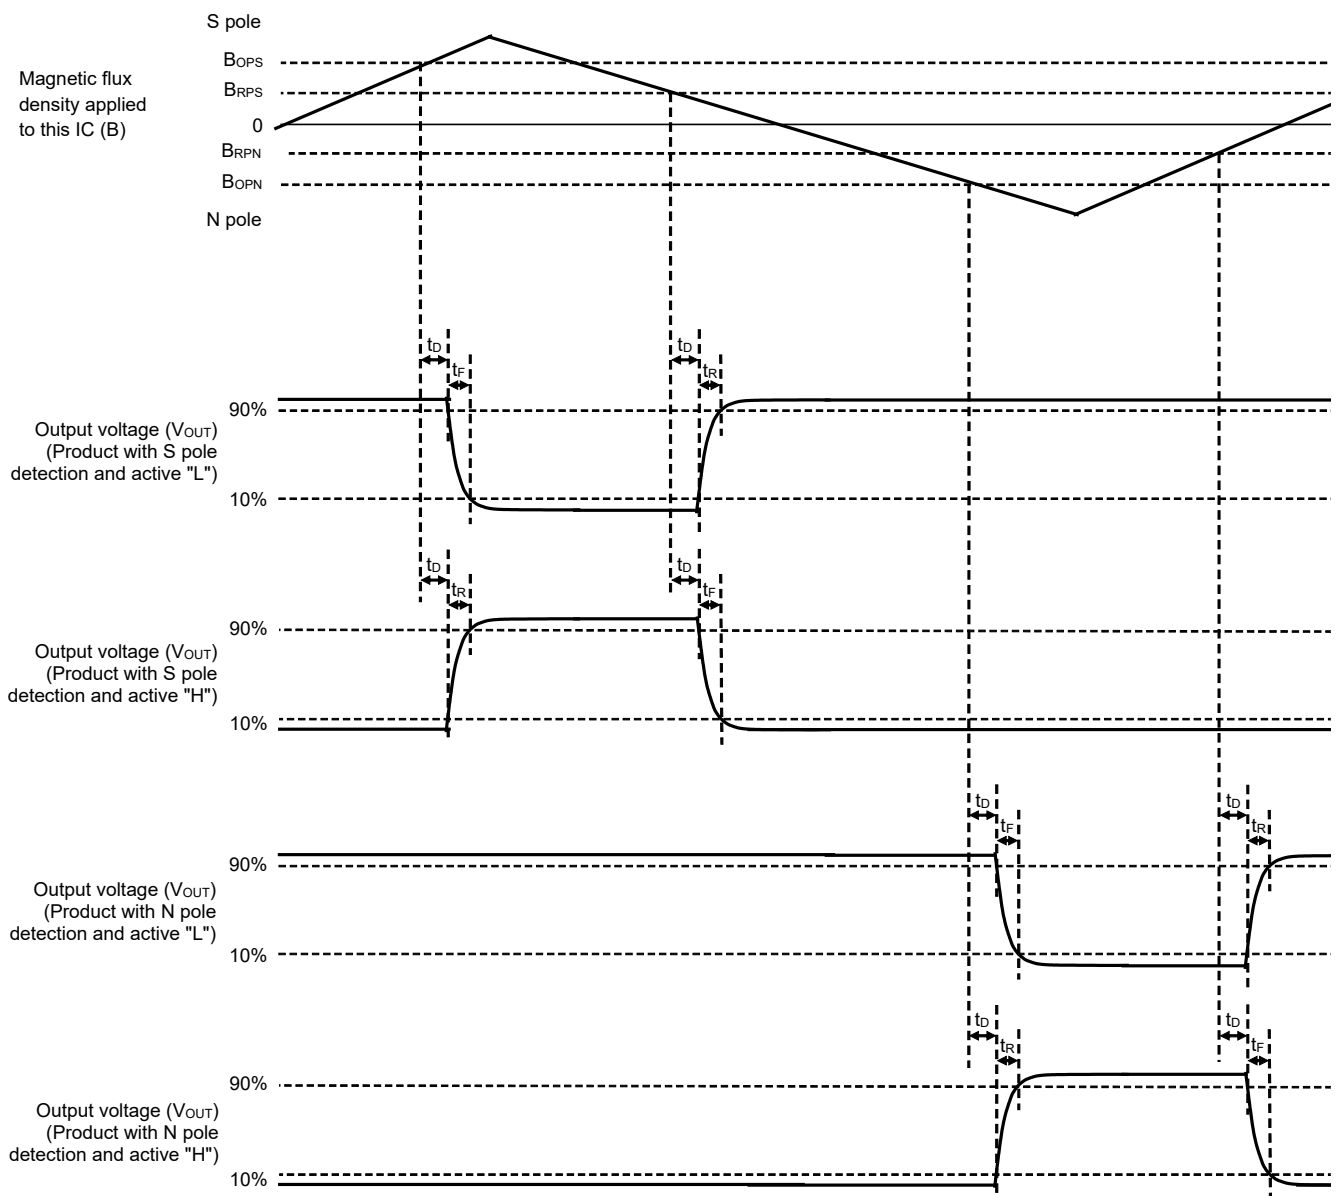 S pole
BOPS
BRPS
Magnetic flux
density applied
to this IC (B)
0
BRPN
BOPN
N pole
tD
tF
tD
tR
90%
Output voltage (VOUT)
(Product with S pole
detection and active "L")
10%
tD
tR
tD
tF
90%
Output voltage (VOUT)
(Product with S pole
detection and active "H")
10%
tD
tF
tD
tR
90%
Output voltage (VOUT)
(Product with N pole
detection and active "L")
10%
tD
tR
tD
tF
90%
Output voltage (VOUT)
(Product with N pole
detection and active "H")
10%